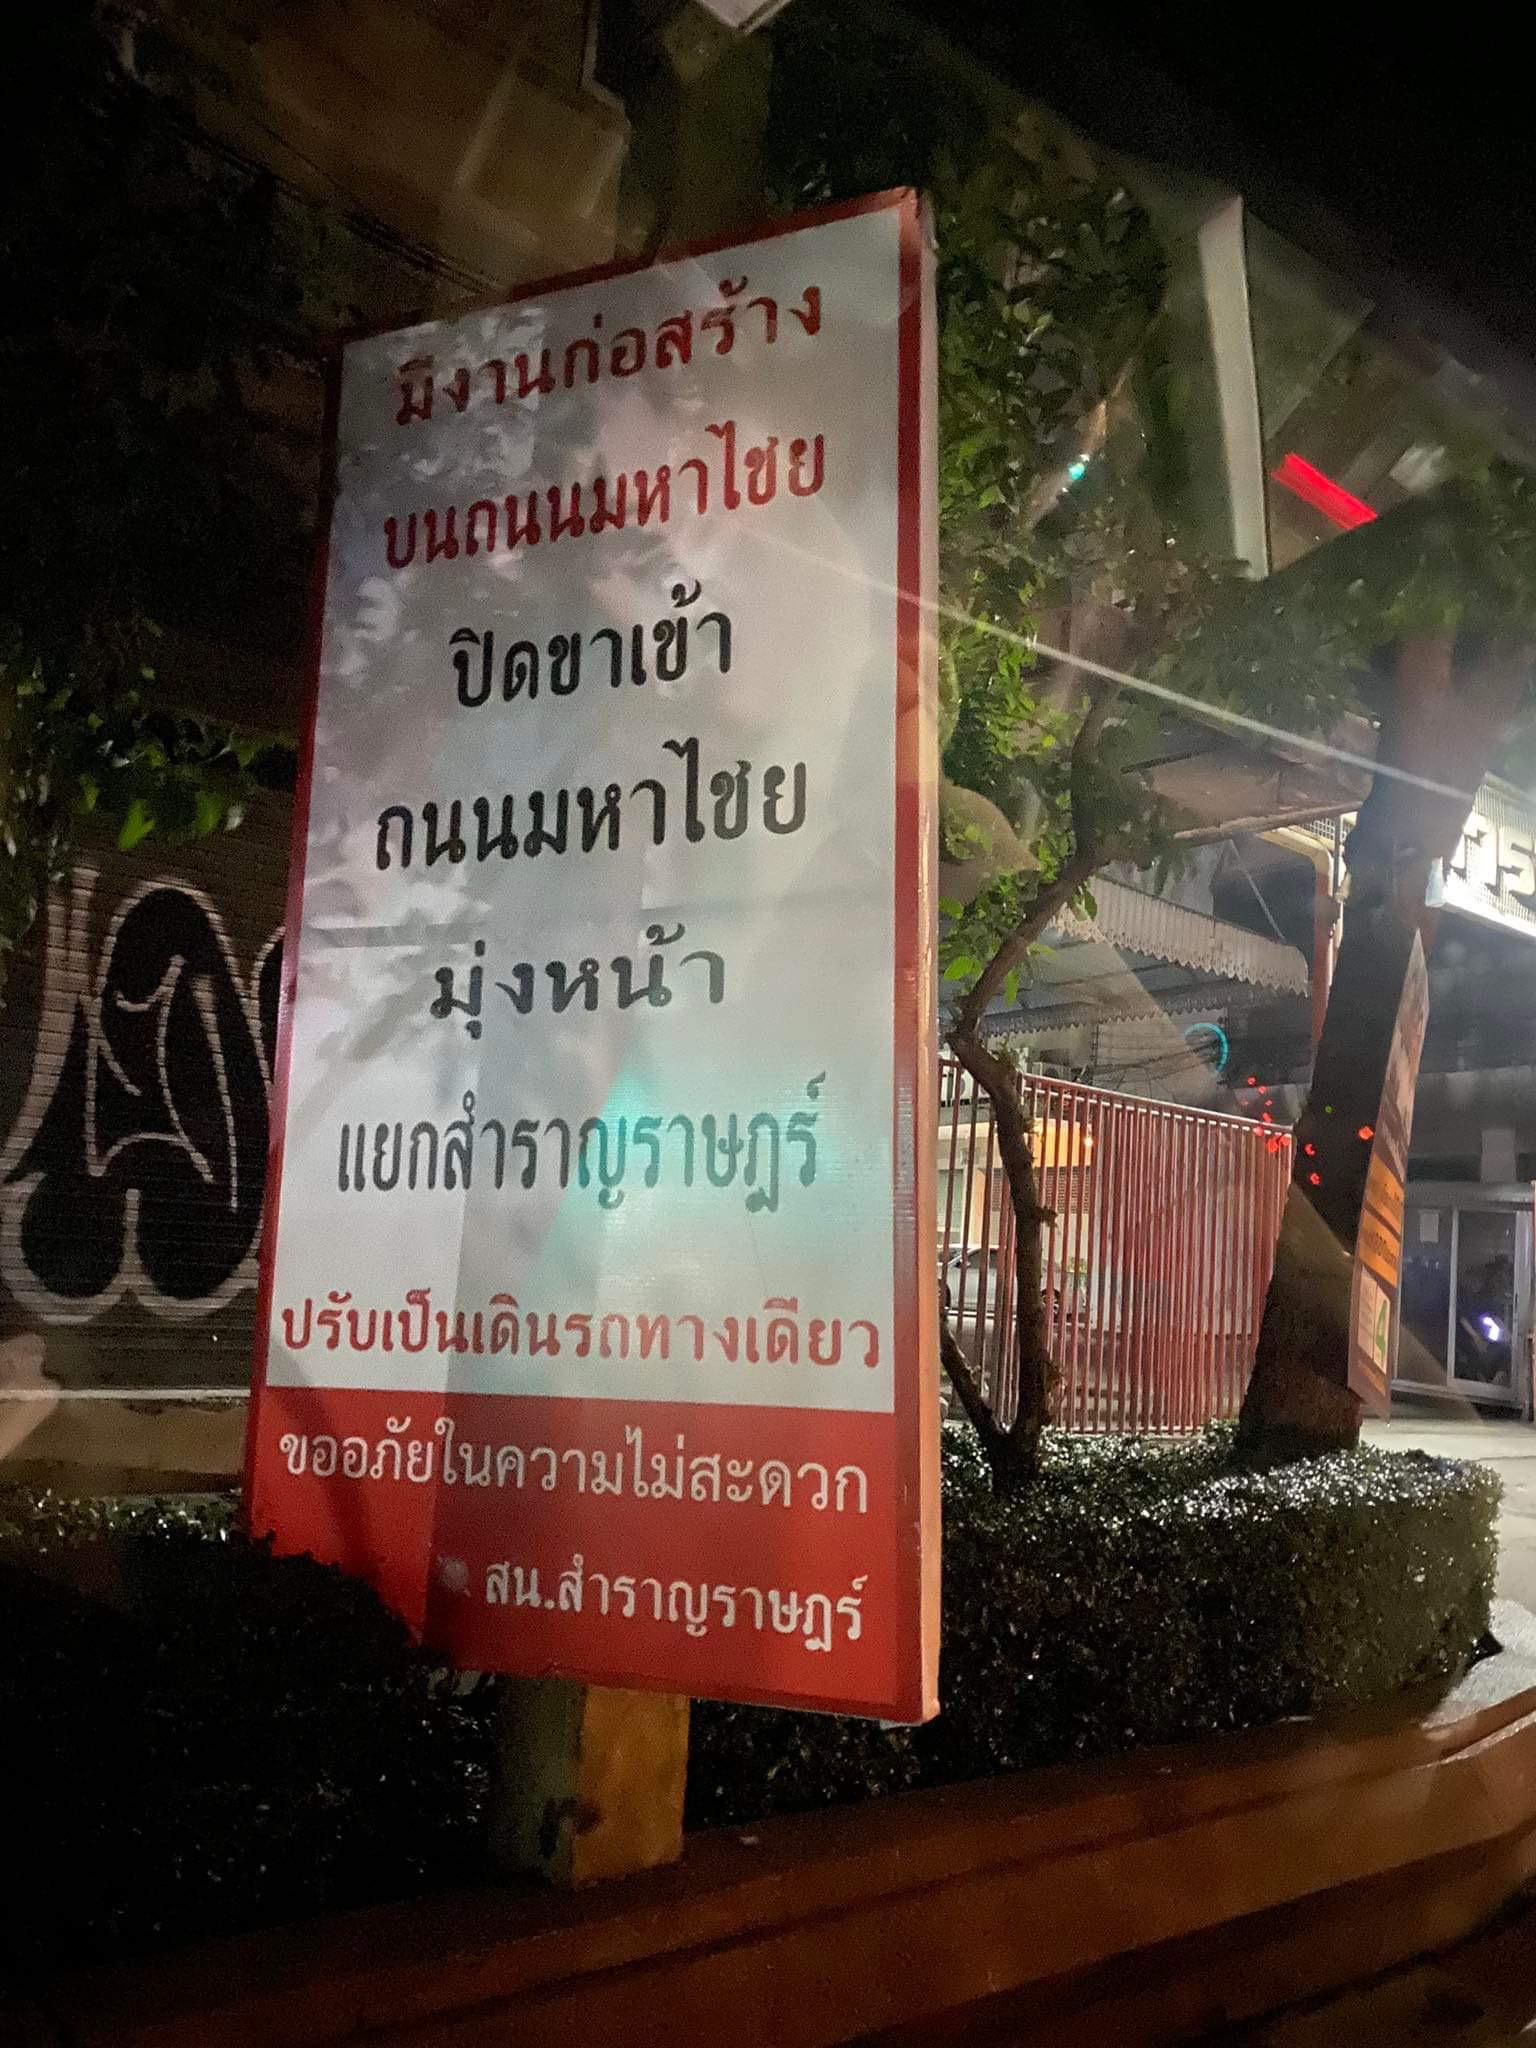 มีงานก่อสร้าง
บนถนนมหาไชย
ปิดขาเข้า
ถนนมหาไชย
มุ่งหน้า
แยกสำราญราษฎร์
ปรับเป็นเดินรถทางเดียว
ขออภัยในความไม่สะดวก
สน.สำราญราษฎร์